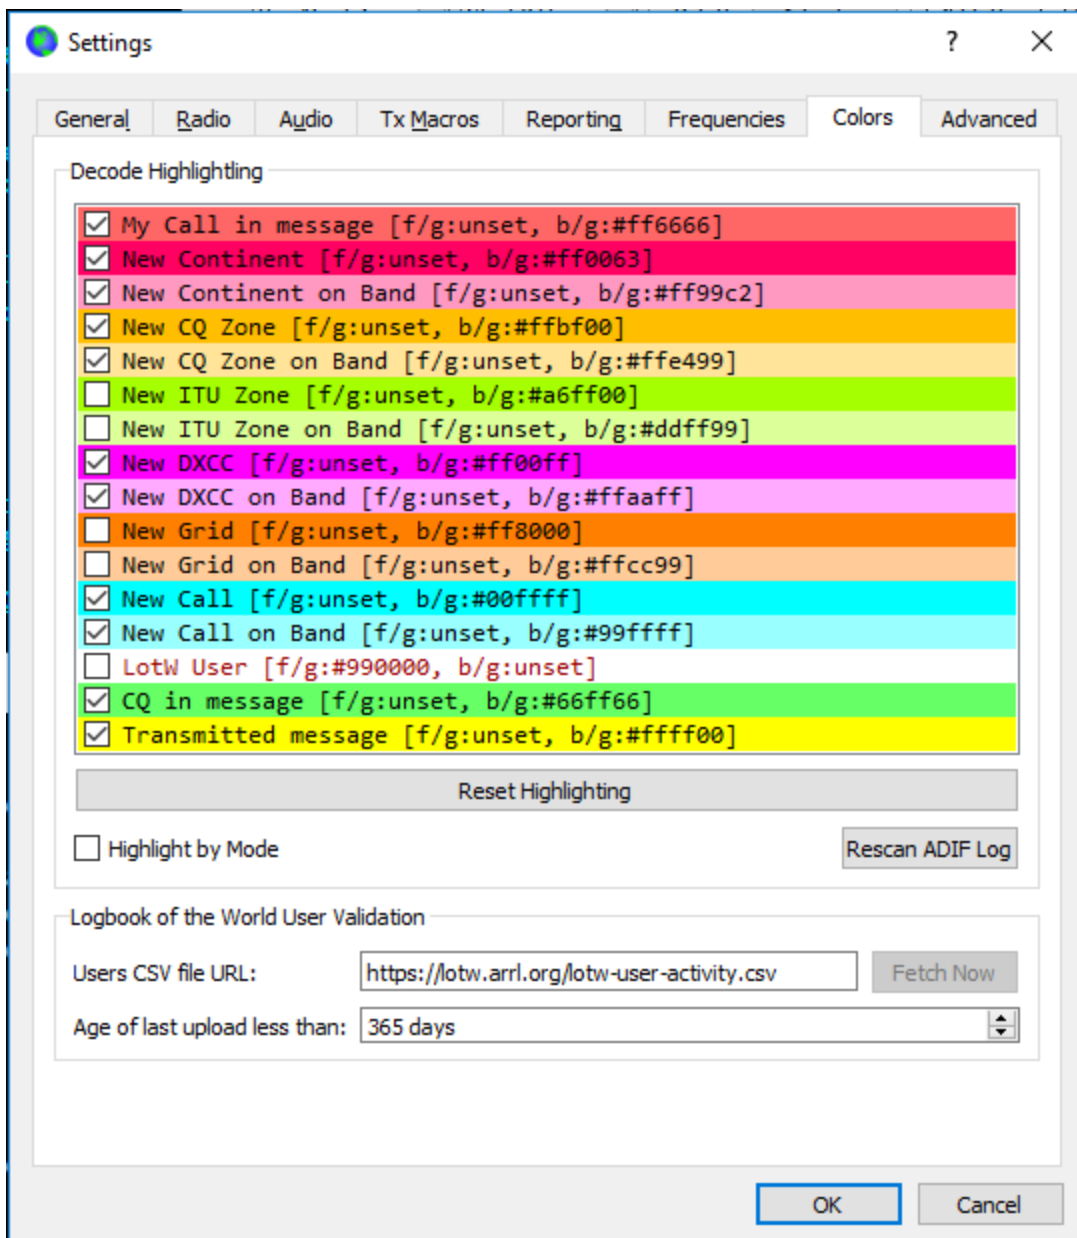 Settings
?
General Radio Audio Tx Macros Reporting Frequencies Colors Advanced
Decode Highlightling
My Call in message [f/g:unset, b/g:#ff6666]
New Continent [f/g:unset, b/g:#ff0063]
New Continent on Band [f/g:unset, b/g:#ff99c2]
New CQ Zone [f/g:unset, b/g:#ffbf00]
New CQ Zone on Band [f/g:unset, b/g:#ffe499]
New ITU Zone [f/g:unset, b/g:#a6ff00]
New ITU Zone on Band [f/g:unset, b/g:#ddff99]
New DXCC [f/g:unset, b/g:#ff00ff]
New DXCC on Band [f/g:unset, b/g:#ffaaff]
New Grid [f/g:unset, b/g:#ff8000]
New Grid on Band [f/g:unset, b/g:#ffcc99]
New Call [f/g:unset, b/g:#00ffff]
New Call on Band [f/g:unset, b/g:#99ffff]
LotW User [f/g:#990000, b/g:unset]
CQ in message [f/g:unset, b/g:#66ff66]
Transmitted message [f/g:unset, b/g:#ffff00]
Reset Highlighting
Highlight by Mode Rescan ADIF Log
Logbook of the World User Validation
Users CSV file URL: https://lotw.arrl.org/lotw-user-activity.csv Fetch Now
Age of last upload less than: 365 days
OK Cancel